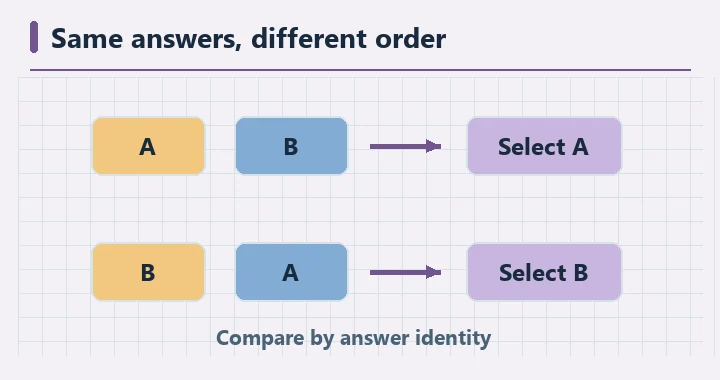 Same answers, different order
A B Select A
B A Select B
Compare by answer identity